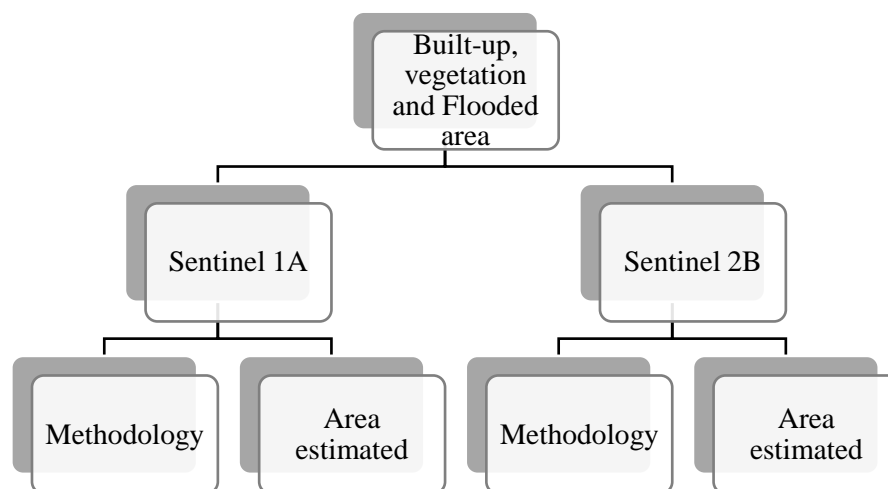 Built-up,
vegetation
and Flooded
area
Sentinel 1A
Sentinel 2B
Methodology
Area
estimated
Methodology
Area
estimated